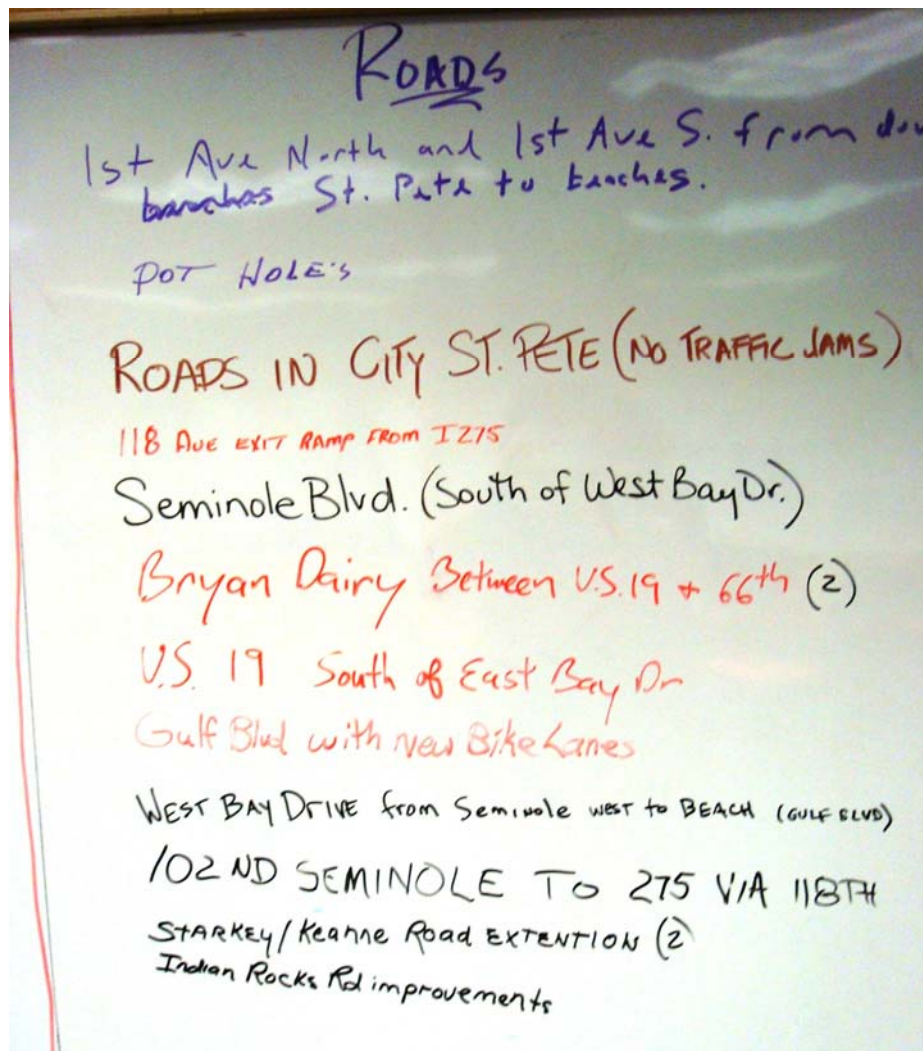 ROADS
1st Ave North and 1st Ave S. from
St. Pete to beaches.
POT HOLE'S
ROADS IN CITY ST. PETE (NO TRAFFIC JAMS)
118 AVE EXIT RAMP FROM I275
Seminole Blvd. (South of West Bay Dr.)
Bryan Dairy Between U.S. 19 + 66th (2)
U.S. 19 South of East Bay Dr
Gulf Blvd with New Bike Lanes
WEST BAY DRIVE from Seminole WEST to BEACH (GULF BLVD)
102ND SEMINOLE TO 275 VIA 118TH
STARKEY/Keanne Road EXTENTION (2
Indian Rocks Rd improvements